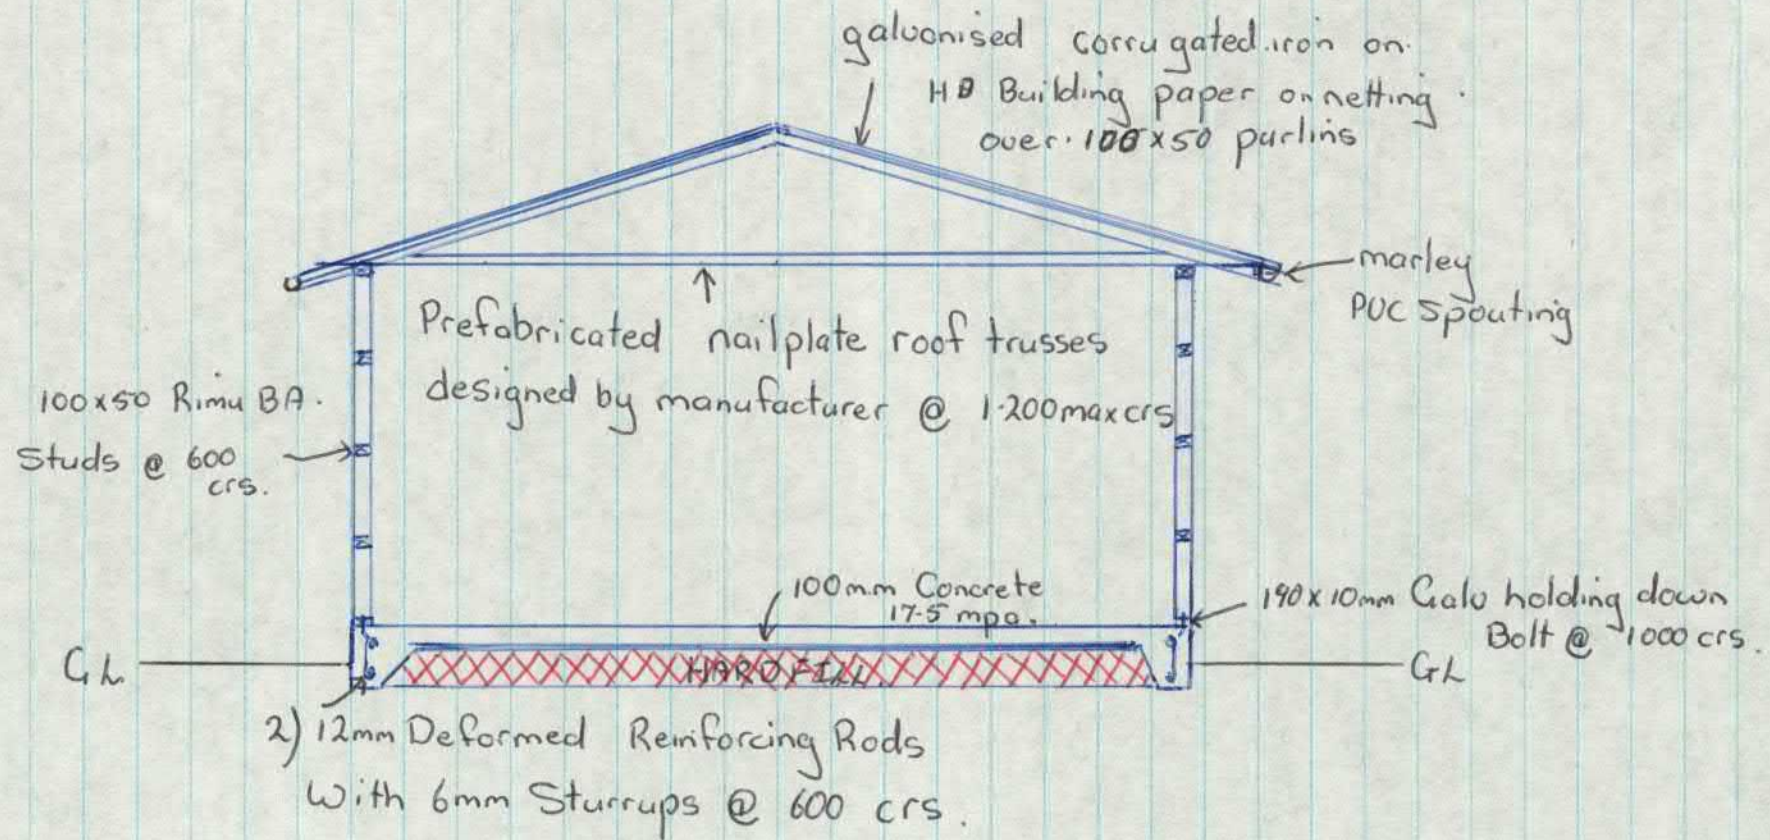 galvonised corrugated iron on
HD Building paper on netting
over 100x50 purlins
marley
PVC Spouting
Prefabricated nailplate roof trusses
designed by manufacturer @ 1.200 max crs
100x50 Rimu BA.
Studs @ 600
crs.
100mm Concrete
17.5 mpa.
190x10mm Galv holding down
Bolt @ 1000 crs.
GL
HARDFILL
GL
2) 12mm Deformed Reinforcing Rods
With 6mm Sturrups @ 600 crs.